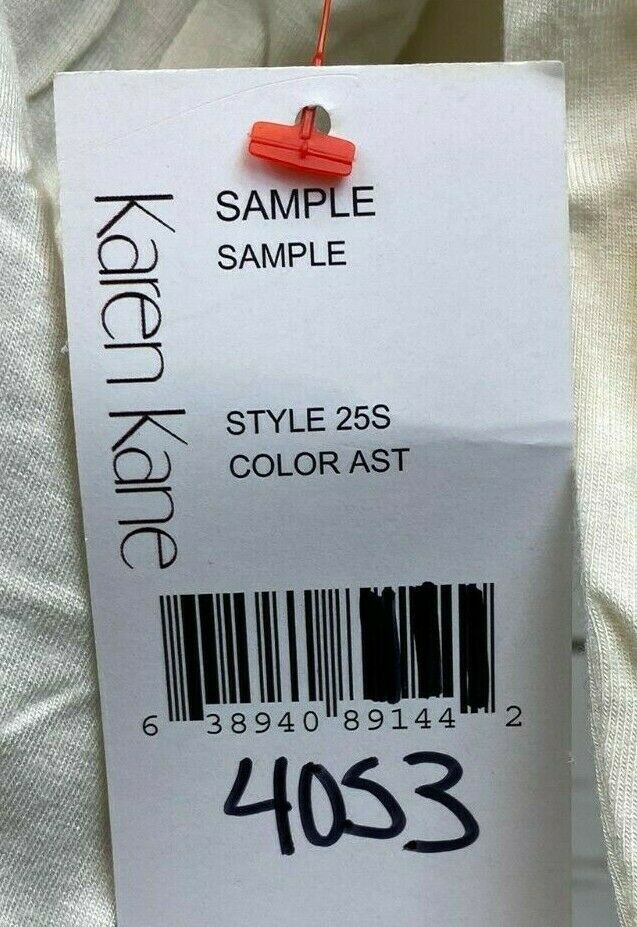 Karen Kane
SAMPLE
SAMPLE
STYLE 25S
COLOR AST
6 38940 89144 2
4053